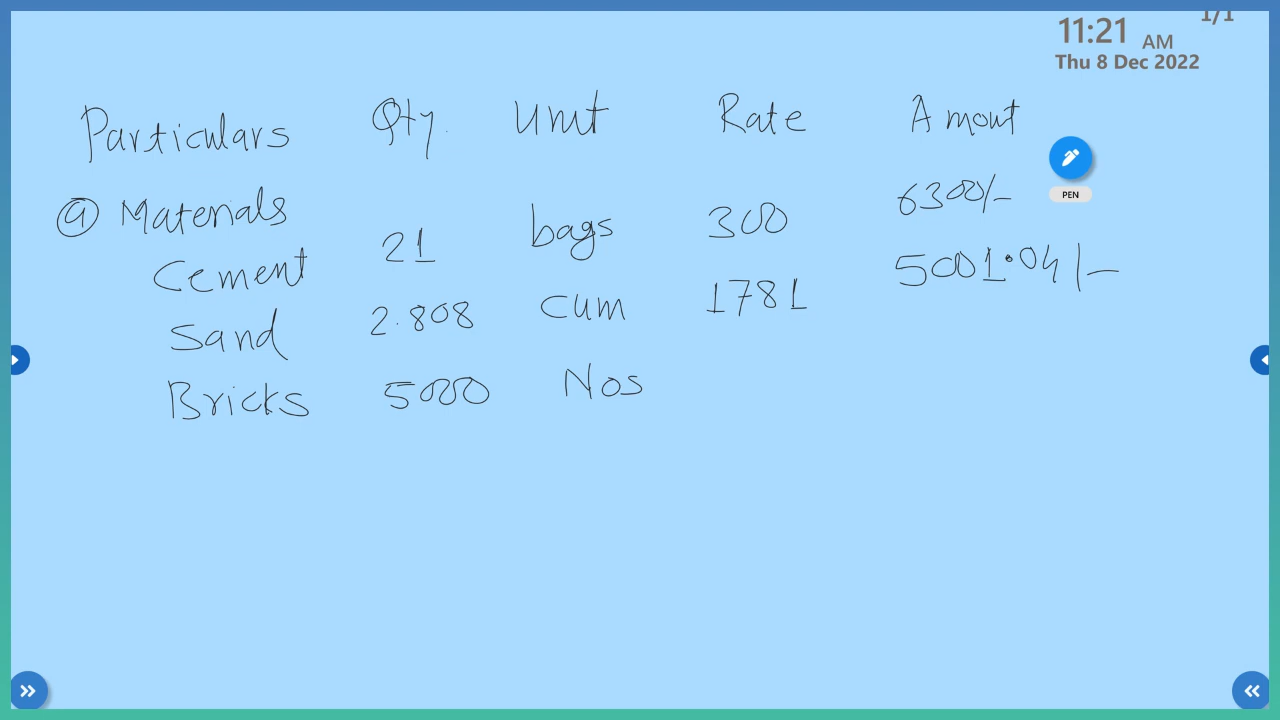 1/1
11:21 AM
Thu 8 Dec 2022
Particulars Qty. Unit Rate Amout
PEN
ⓐ Materials
Cement 21 bags 300 6300/-
Sand 2.808 Cum 1781 5001.04/-
Bricks 5000 Nos